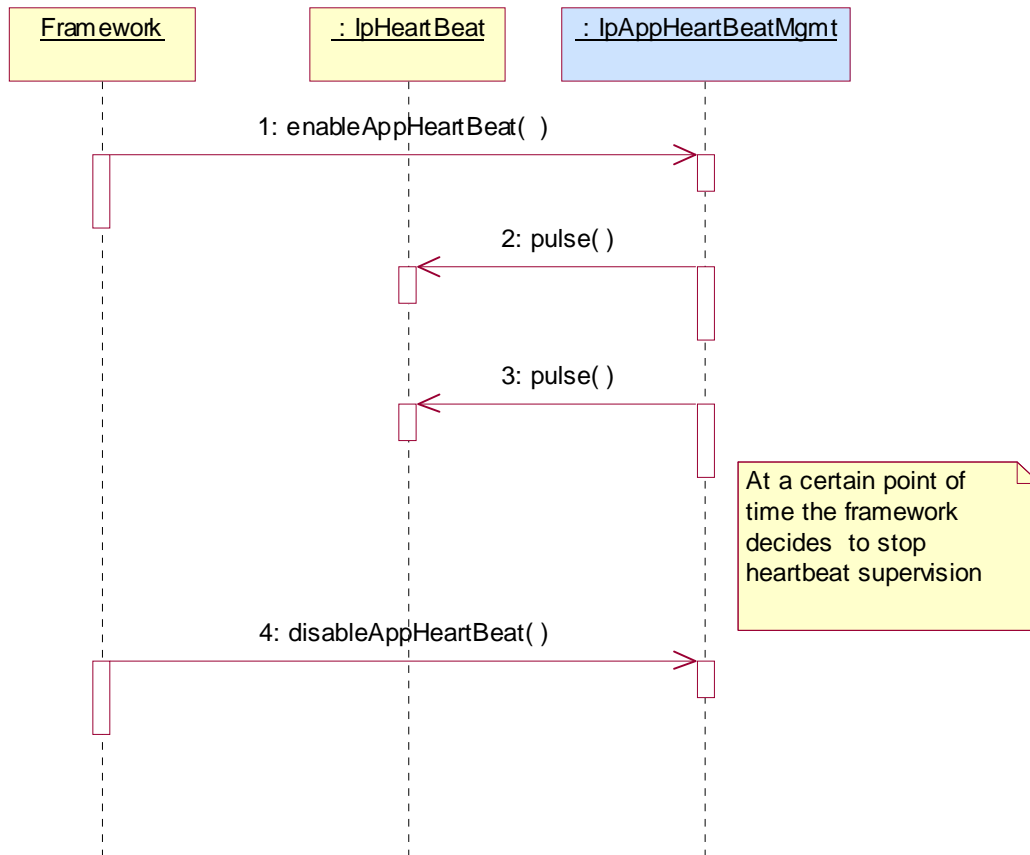 Framework
: IpHeartBeat
: IpAppHeartBeatMgmt
1: enableAppHeartBeat( )
2: pulse( )
3: pulse( )
At a certain point of
time the framework
decides to stop
heartbeat supervision
4: disableAppHeartBeat( )